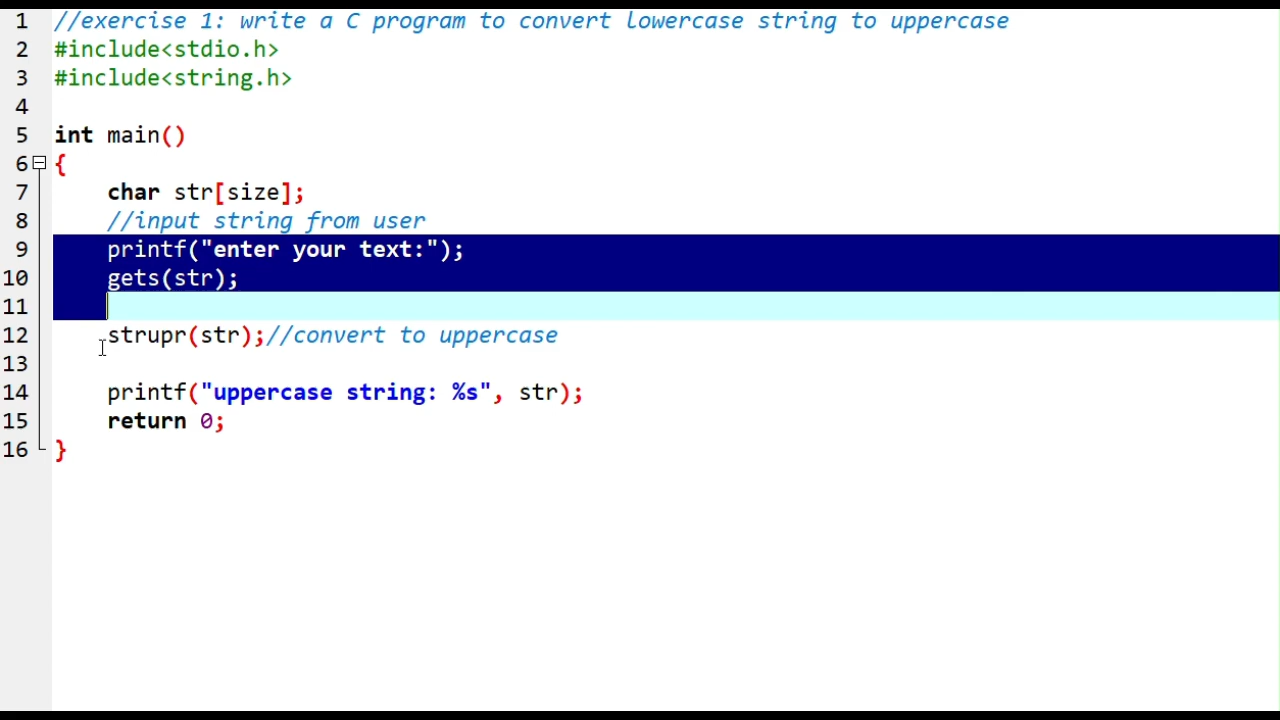 1 //exercise 1: write a C program to convert lowercase string to uppercase
2 #include<stdio.h>
3 #include<string.h>
4
5 int main()
6 {
7 char str[size];
8 //input string from user
9 printf("enter your text:");
10 gets(str);
11
12 strupr(str);//convert to uppercase
13
14 printf("uppercase string: %s", str);
15 return 0;
16 }